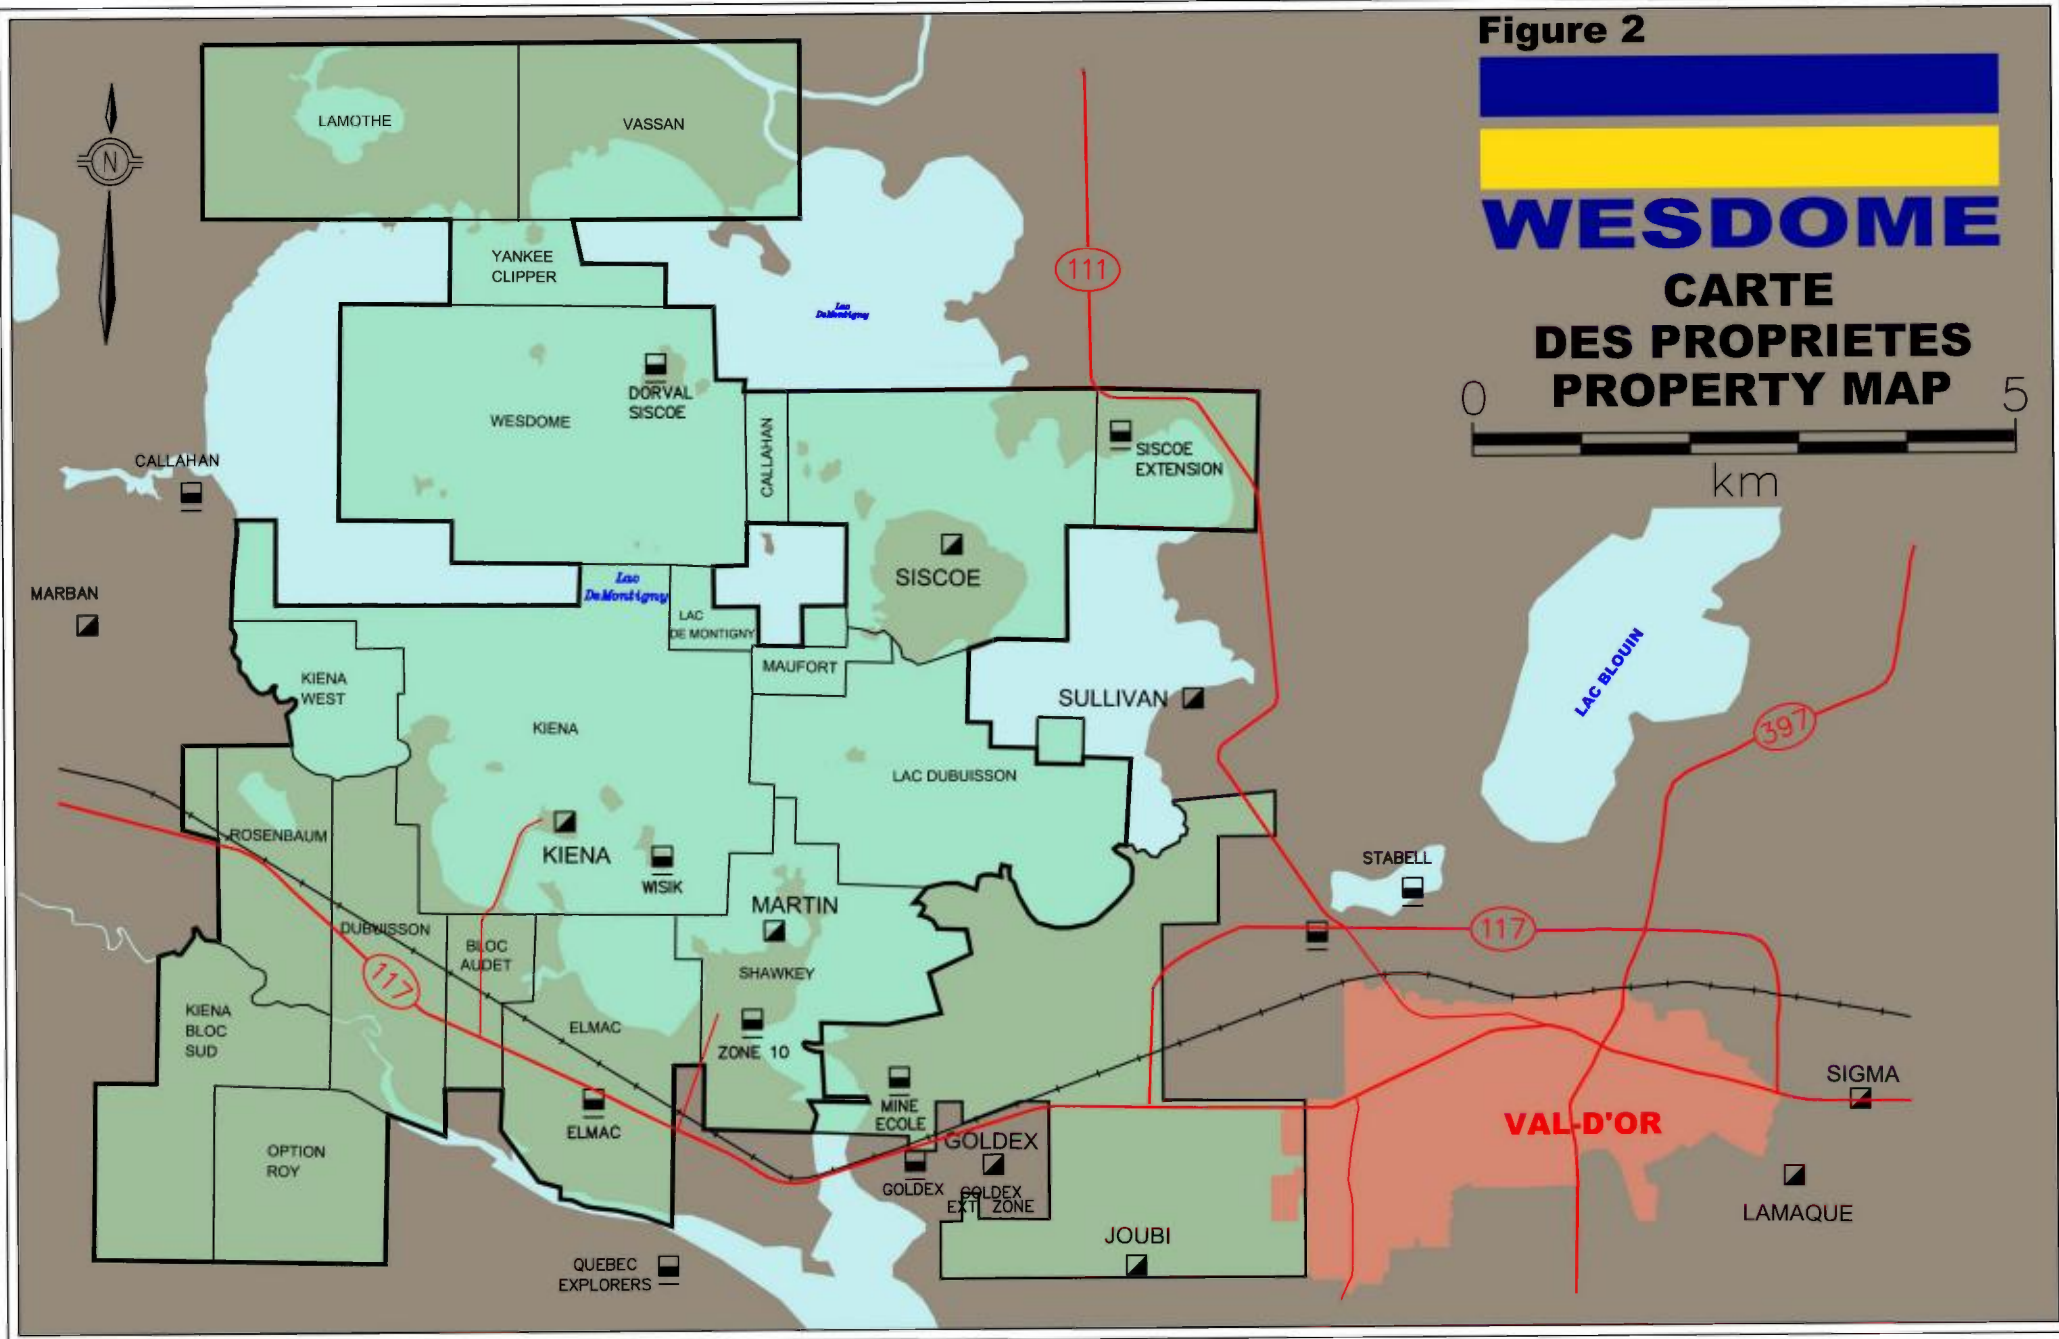 Figure 2
WESDOME
CARTE
DES PROPRIETES
PROPERTY MAP
0
5
km
N
LAMOTHE
VASSAN
YANKEE
CLIPPER
111
Lac
DeMontigny
DORVAL
SISCOE
WESDOME
CALLAHAN
SISCOE
EXTENSION
CALLAHAN
SISCOE
MARBAN
Lac
DeMontigny
LAC
DE MONTIGNY
MAUFORT
KIENA
WEST
SULLIVAN
LAC BLOUIN
397
KIENA
LAC DUBUISSON
ROSENBAUM
KIENA
WISIK
STABELL
MARTIN
DUBUISSON
BLOC
AUDET
117
117
SHAWKEY
KIENA
BLOC
SUD
ELMAC
ZONE 10
MINE
ECOLE
ELMAC
SIGMA
VAL-D'OR
GOLDEX
OPTION
ROY
GOLDEX
GOLDEX
EXT ZONE
LAMAQUE
JOUBI
QUEBEC
EXPLORERS